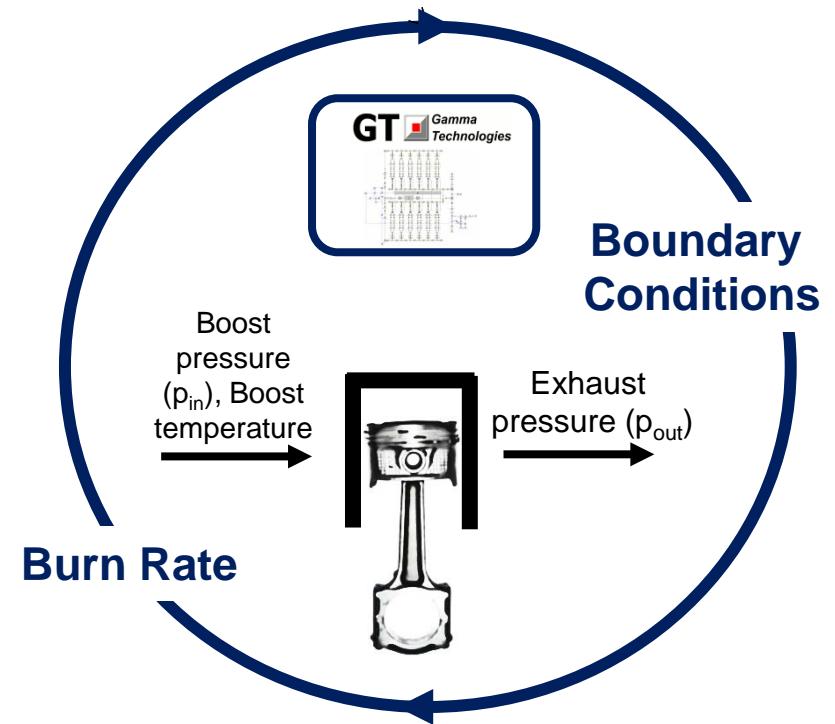 GT Gamma
Technologies
Boundary
Conditions
Boost
pressure
(pin), Boost
temperature
Exhaust
pressure (pout)
Burn Rate